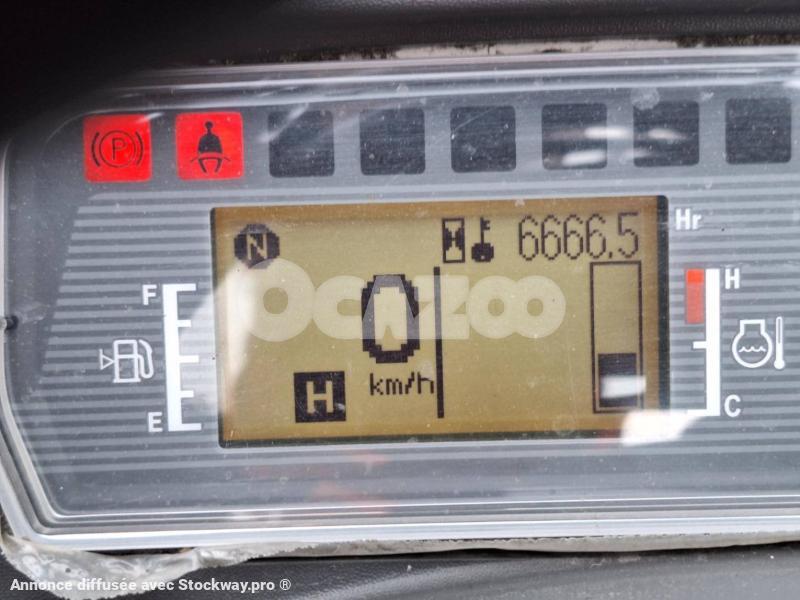 P
N
6666.5 Hr
OCAZOO
F
H
0
km/h
H
E
C
Annonce diffusée avec Stockway.pro ®